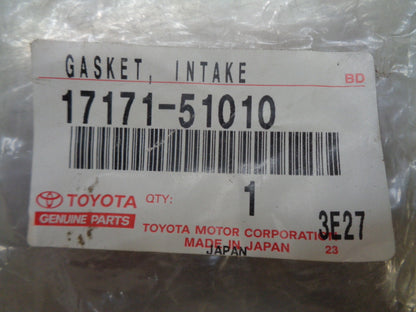 GASKET, INTAKE
BD
17171-51010
TOYOTA QTY: 1
GENUINE PARTS
3E27
TOYOTA MOTOR CORPORATION
MADE IN JAPAN 23
JAPAN